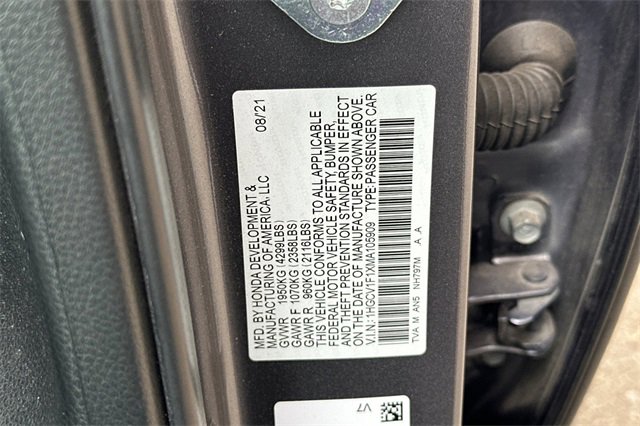 MFD. BY HONDA DEVELOPMENT & 08/21
MANUFACTURING OF AMERICA, LLC
GVWR 1950KG(4299LBS)
GAWR F 1070KG(2358LBS)
GAWR R 960KG(2116LBS)
THIS VEHICLE CONFORMS TO ALL APPLICABLE
FEDERAL MOTOR VEHICLE SAFETY, BUMPER,
AND THEFT PREVENTION STANDARDS IN EFFECT
ON THE DATE OF MANUFACTURE SHOWN ABOVE.
V.I.N.:1HGCV1F1XMA105909 TYPE:PASSENGER CAR
TVA M AN5 NH797M A A
V7